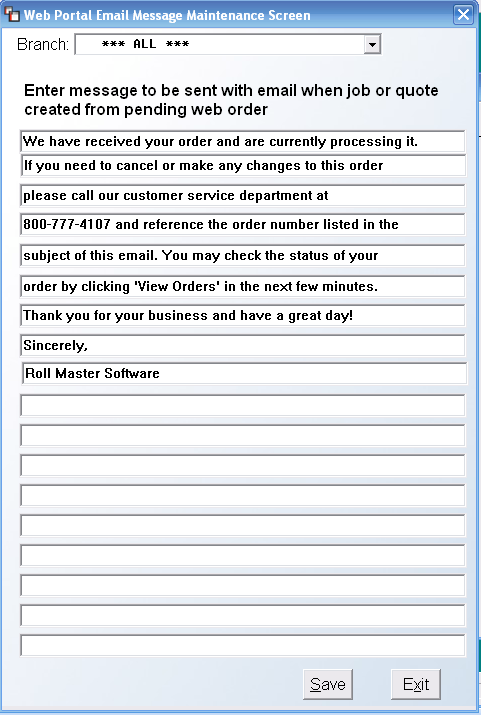 Web Portal Email Message Maintenance Screen
Branch: *** ALL ***
Enter message to be sent with email when job or quote
created from pending web order
We have received your order and are currently processing it.
If you need to cancel or make any changes to this order
please call our customer service department at
800-777-4107 and reference the order number listed in the
subject of this email. You may check the status of your
order by clicking 'View Orders' in the next few minutes.
Thank you for your business and have a great day!
Sincerely,
Roll Master Software
Save Exit